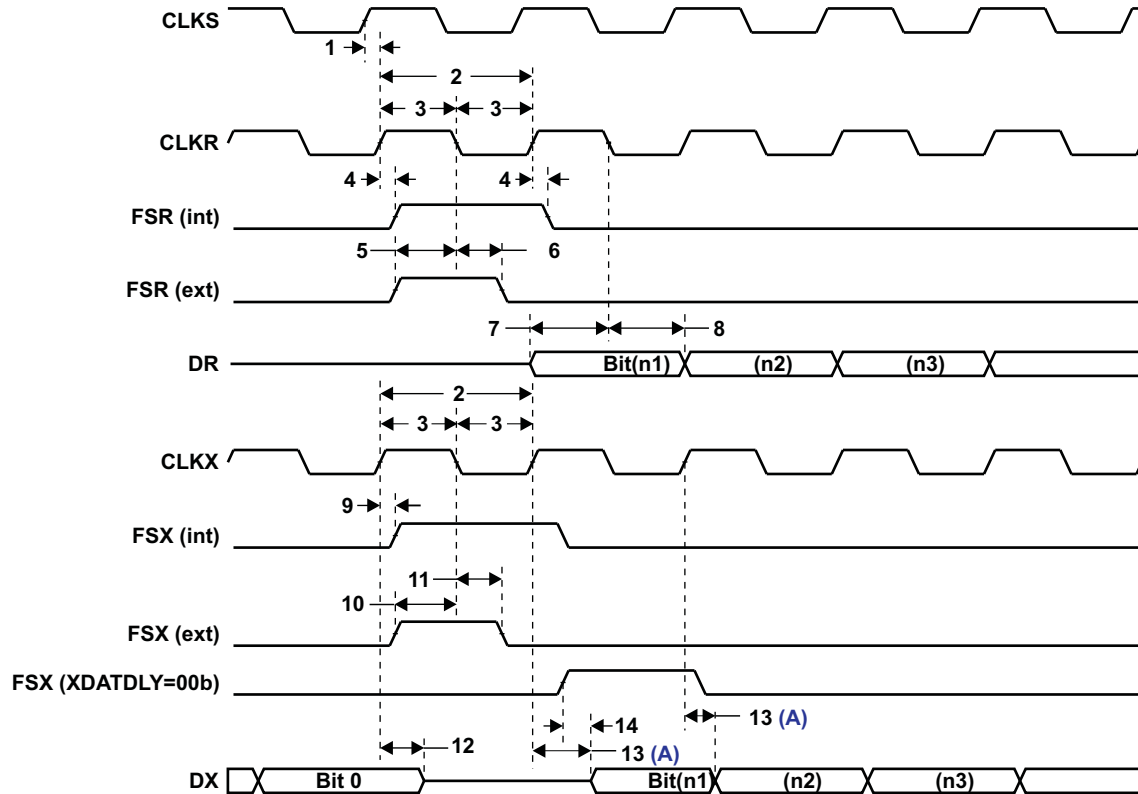 CLKS
1
2
3 3
CLKR
4 4
FSR (int)
5 6
FSR (ext)
7 8
DR Bit(n1) (n2) (n3)
2
3 3
CLKX
9
FSX (int)
11
10
FSX (ext)
FSX (XDATDLY=00b)
14 13 (A)
12 13 (A)
DX Bit 0 Bit(n1) (n2) (n3)